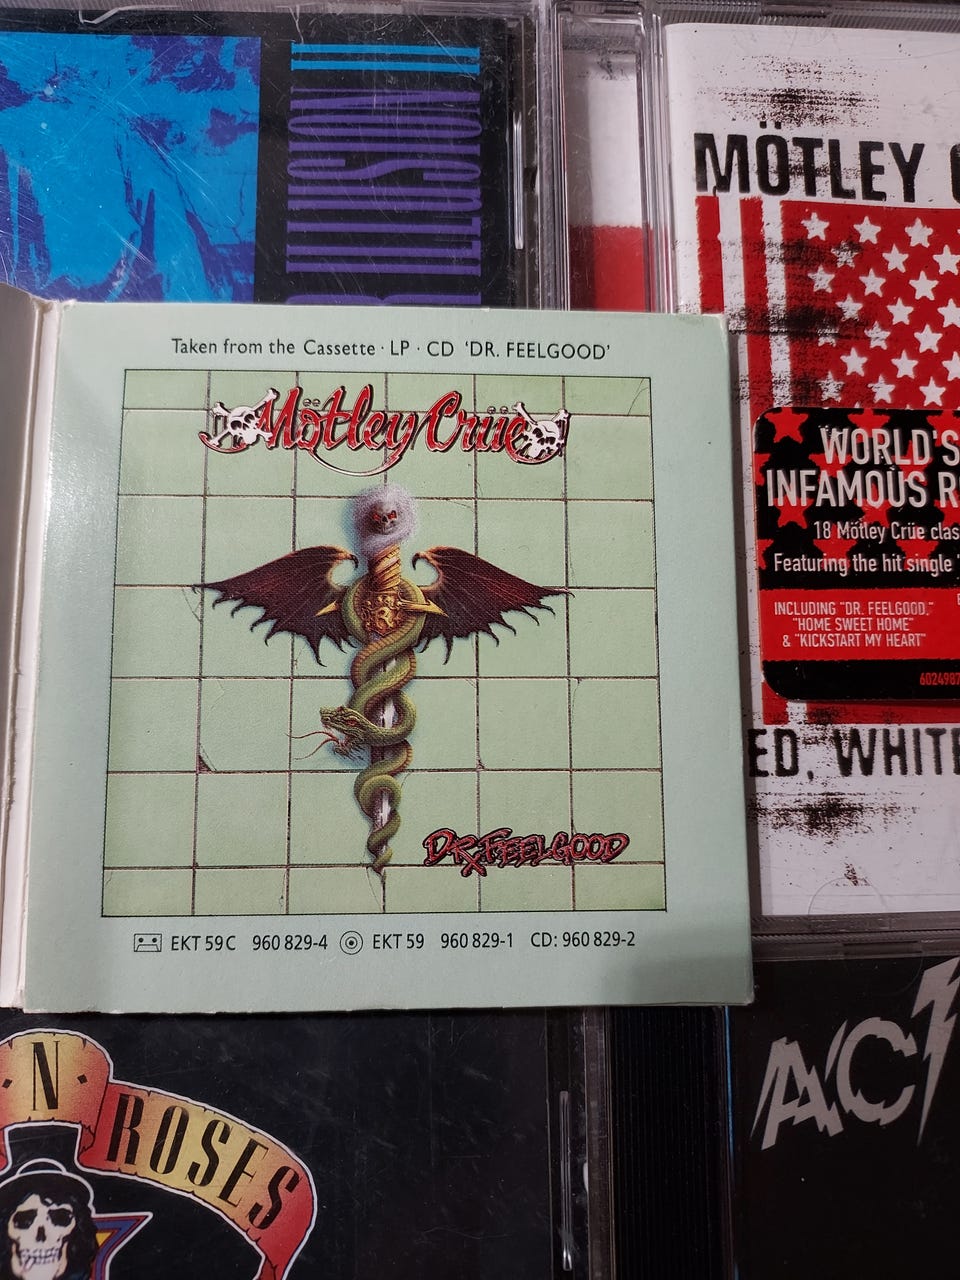 ILLUSION II
MÖTLEY
Taken from the Cassette · LP · CD 'DR. FEELGOOD'
Mötley Crüe
DR. FEELGOOD
EKT 59C 960 829-4 EKT 59 960 829-1 CD: 960 829-2
WORLD'S
INFAMOUS
18 Mötley Crüe
Featuring the hit single
INCLUDING "DR. FEELGOOD,"
"HOME SWEET HOME"
& "KICKSTART MY HEART"
WHITE
N
ROSES
AC